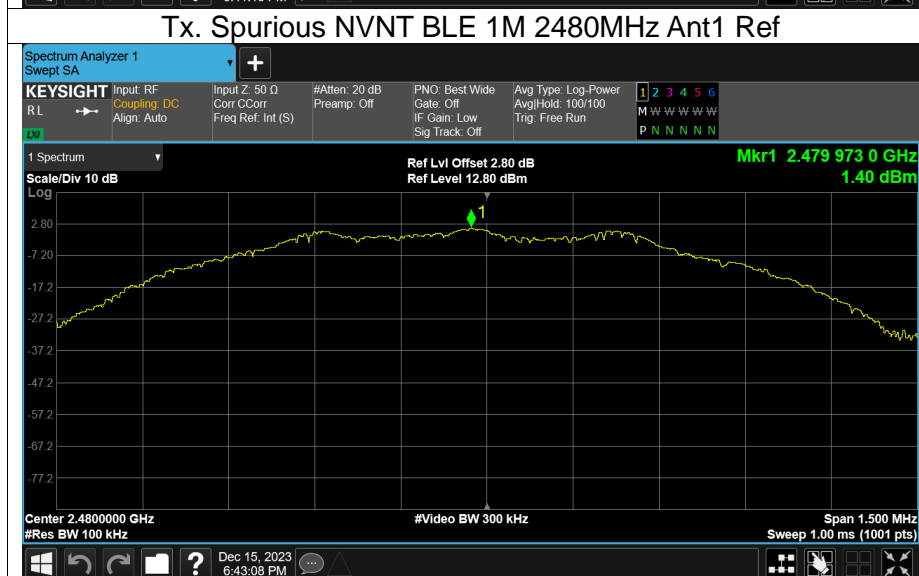 Tx. Spurious NVNT BLE 1M 2480MHz Ant1 Ref
Spectrum Analyzer 1
Swept SA
+
KEYSIGHT Input: RF Input Z: 50 Ω #Atten: 20 dB PNO: Best Wide Avg Type: Log-Power 1 2 3 4 5 6
RL Coupling: DC Corr CCorr Preamp: Off Gate: Off Avg|Hold: 100/100 M W W W W W
Align: Auto Freq Ref: Int (S) IF Gain: Low Trig: Free Run
LXI Sig Track: Off P N N N N N
1 Spectrum Ref Lvl Offset 2.80 dB Mkr1 2.479 973 0 GHz
Scale/Div 10 dB Ref Level 12.80 dBm 1.40 dBm
Log
1
2.80
-7.20
-17.2
-27.2
-37.2
-47.2
-57.2
-67.2
-77.2
Center 2.4800000 GHz #Video BW 300 kHz Span 1.500 MHz
#Res BW 100 kHz Sweep 1.00 ms (1001 pts)
? Dec 15, 2023
6:43:08 PM